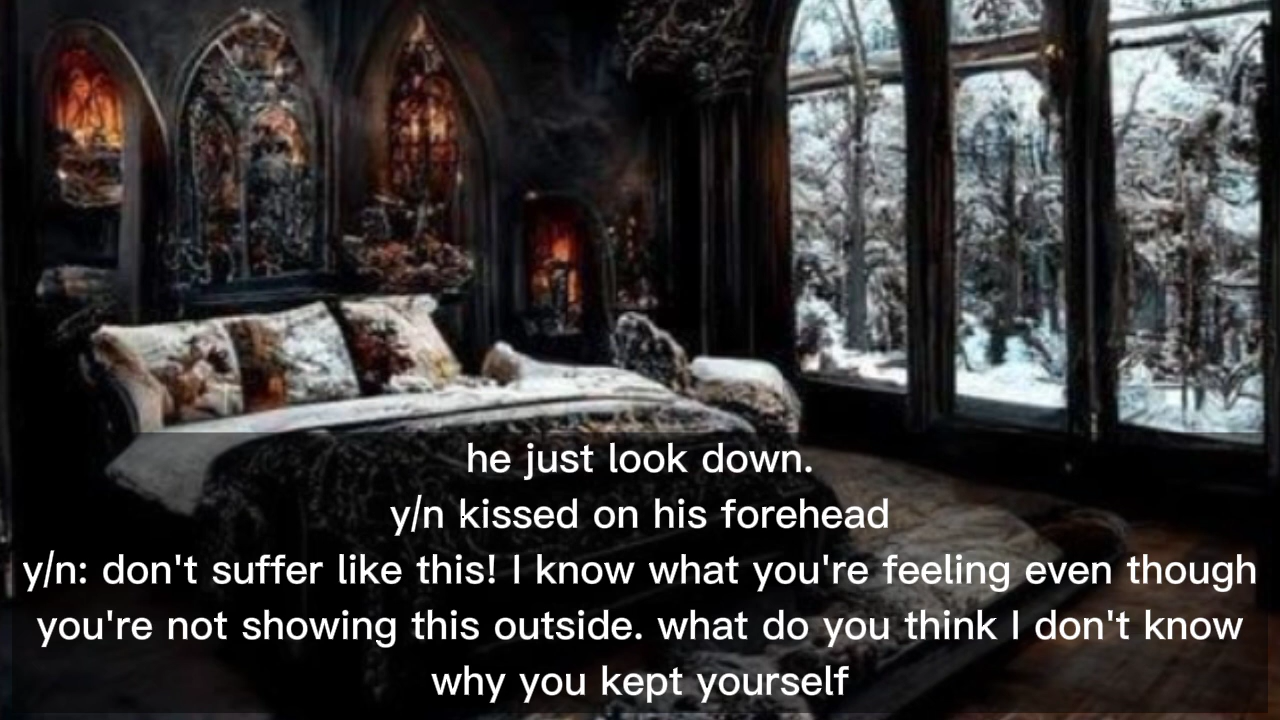 he just look down.
y/n kissed on his forehead
y/n: don't suffer like this! I know what you're feeling even though
you're not showing this outside. what do you think I don't know
why you kept yourself